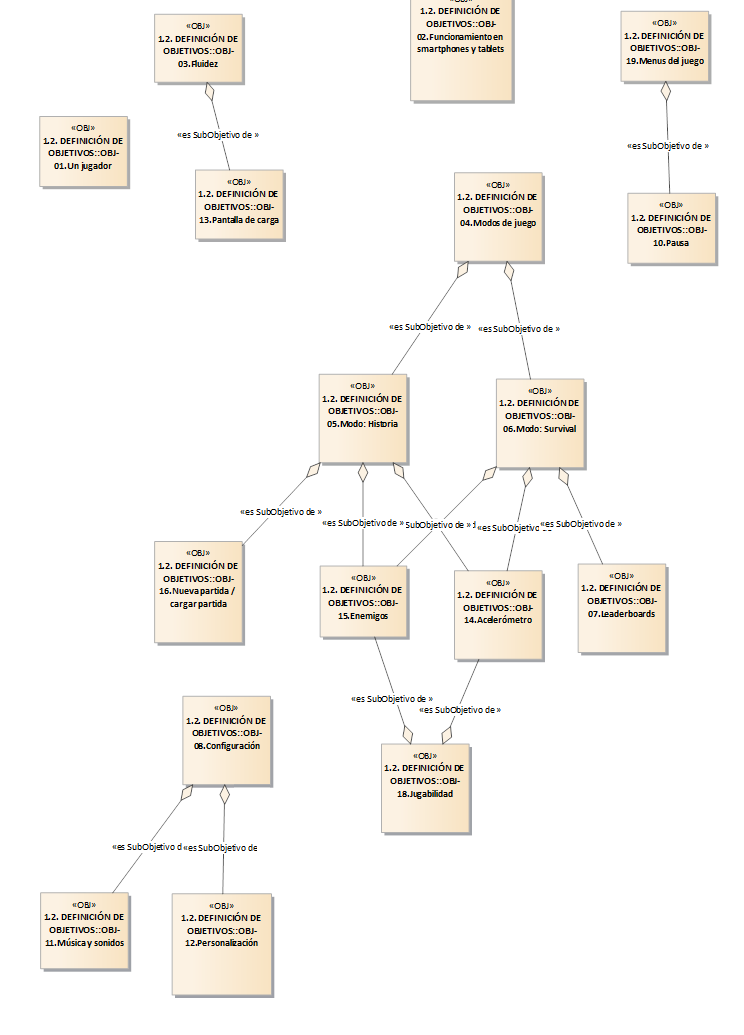 «OBJ»
1.2. DEFINICIÓN DE
OBJETIVOS::OBJ-
03.Fluidez
«OBJ»
1.2. DEFINICIÓN DE
OBJETIVOS::OBJ-
02.Funcionamiento en
smartphones y tablets
«OBJ»
1.2. DEFINICIÓN DE
OBJETIVOS::OBJ-
19.Menus del juego
«OBJ»
1.2. DEFINICIÓN DE
OBJETIVOS::OBJ-
01.Un jugador
«es SubObjetivo de »
«es SubObjetivo de »
«OBJ»
1.2. DEFINICIÓN DE
OBJETIVOS::OBJ-
13.Pantalla de carga
«OBJ»
1.2. DEFINICIÓN DE
OBJETIVOS::OBJ-
04.Modos de juego
«OBJ»
1.2. DEFINICIÓN DE
OBJETIVOS::OBJ-
10.Pausa
«es SubObjetivo de »
«es SubObjetivo de »
«OBJ»
1.2. DEFINICIÓN DE
OBJETIVOS::OBJ-
05.Modo: Historia
«OBJ»
1.2. DEFINICIÓN DE
OBJETIVOS::OBJ-
06.Modo: Survival
«es SubObjetivo de »
«es SubObjetivo de »
SubObjetivo de »
«es SubObjetivo
«es SubObjetivo de »
«OBJ»
1.2. DEFINICIÓN DE
OBJETIVOS::OBJ-
16.Nueva partida /
cargar partida
«OBJ»
1.2. DEFINICIÓN DE
OBJETIVOS::OBJ-
15.Enemigos
«OBJ»
1.2. DEFINICIÓN DE
OBJETIVOS::OBJ-
14.Acelerómetro
«OBJ»
1.2. DEFINICIÓN DE
OBJETIVOS::OBJ-
07.Leaderboards
«es SubObjetivo de »
«es SubObjetivo de »
«OBJ»
1.2. DEFINICIÓN DE
OBJETIVOS::OBJ-
08.Configuración
«OBJ»
1.2. DEFINICIÓN DE
OBJETIVOS::OBJ-
18.Jugabilidad
«es SubObjetivo d
«es SubObjetivo de
«OBJ»
1.2. DEFINICIÓN DE
OBJETIVOS::OBJ-
11.Música y sonidos
«OBJ»
1.2. DEFINICIÓN DE
OBJETIVOS::OBJ-
12.Personalización